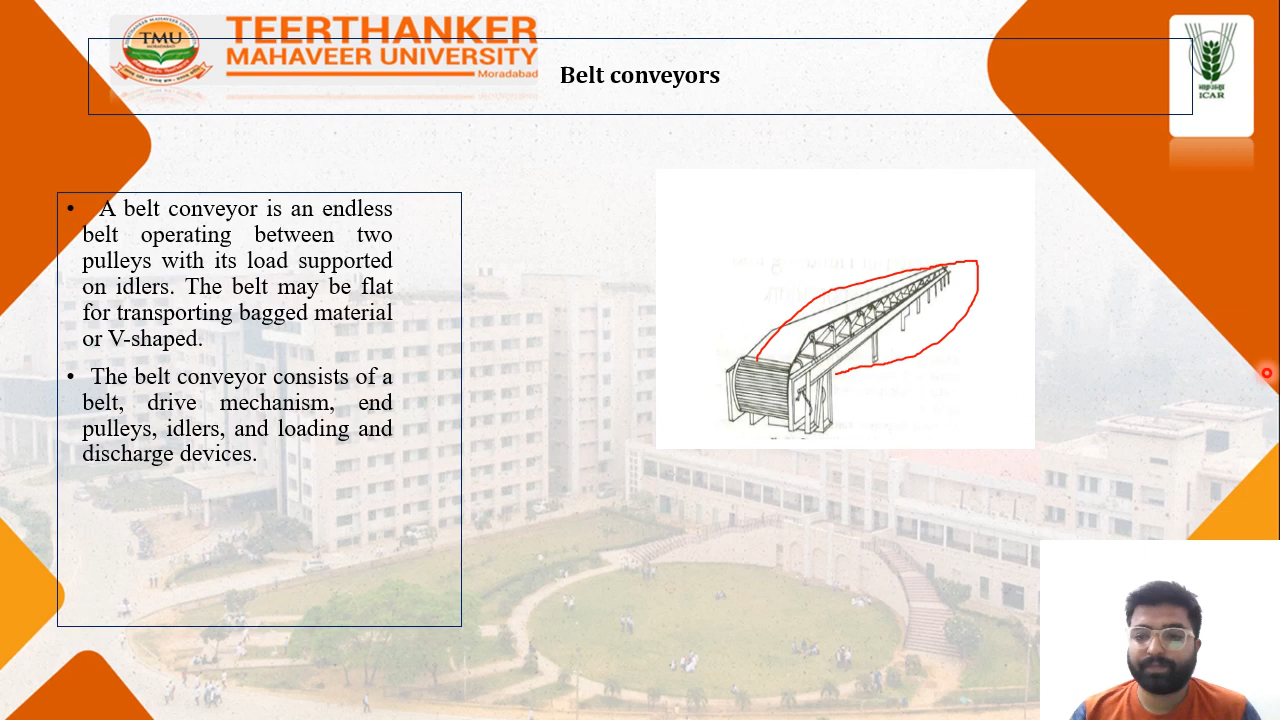 TMU
TEERTHANKER
MAHAVEER UNIVERSITY
Moradabad
Belt conveyors
ICAR
• A belt conveyor is an endless
belt operating between two
pulleys with its load supported
on idlers. The belt may be flat
for transporting bagged material
or V-shaped.
• The belt conveyor consists of a
belt, drive mechanism, end
pulleys, idlers, and loading and
discharge devices.